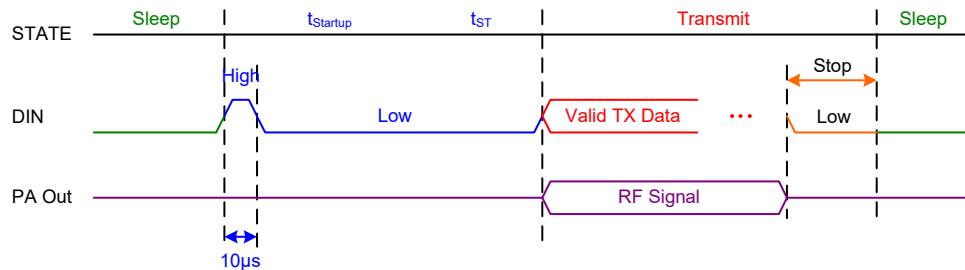 Sleep tStartup tST Transmit Sleep
STATE
Stop
High
DIN Low Valid TX Data ... Low
PA Out RF Signal
10µs